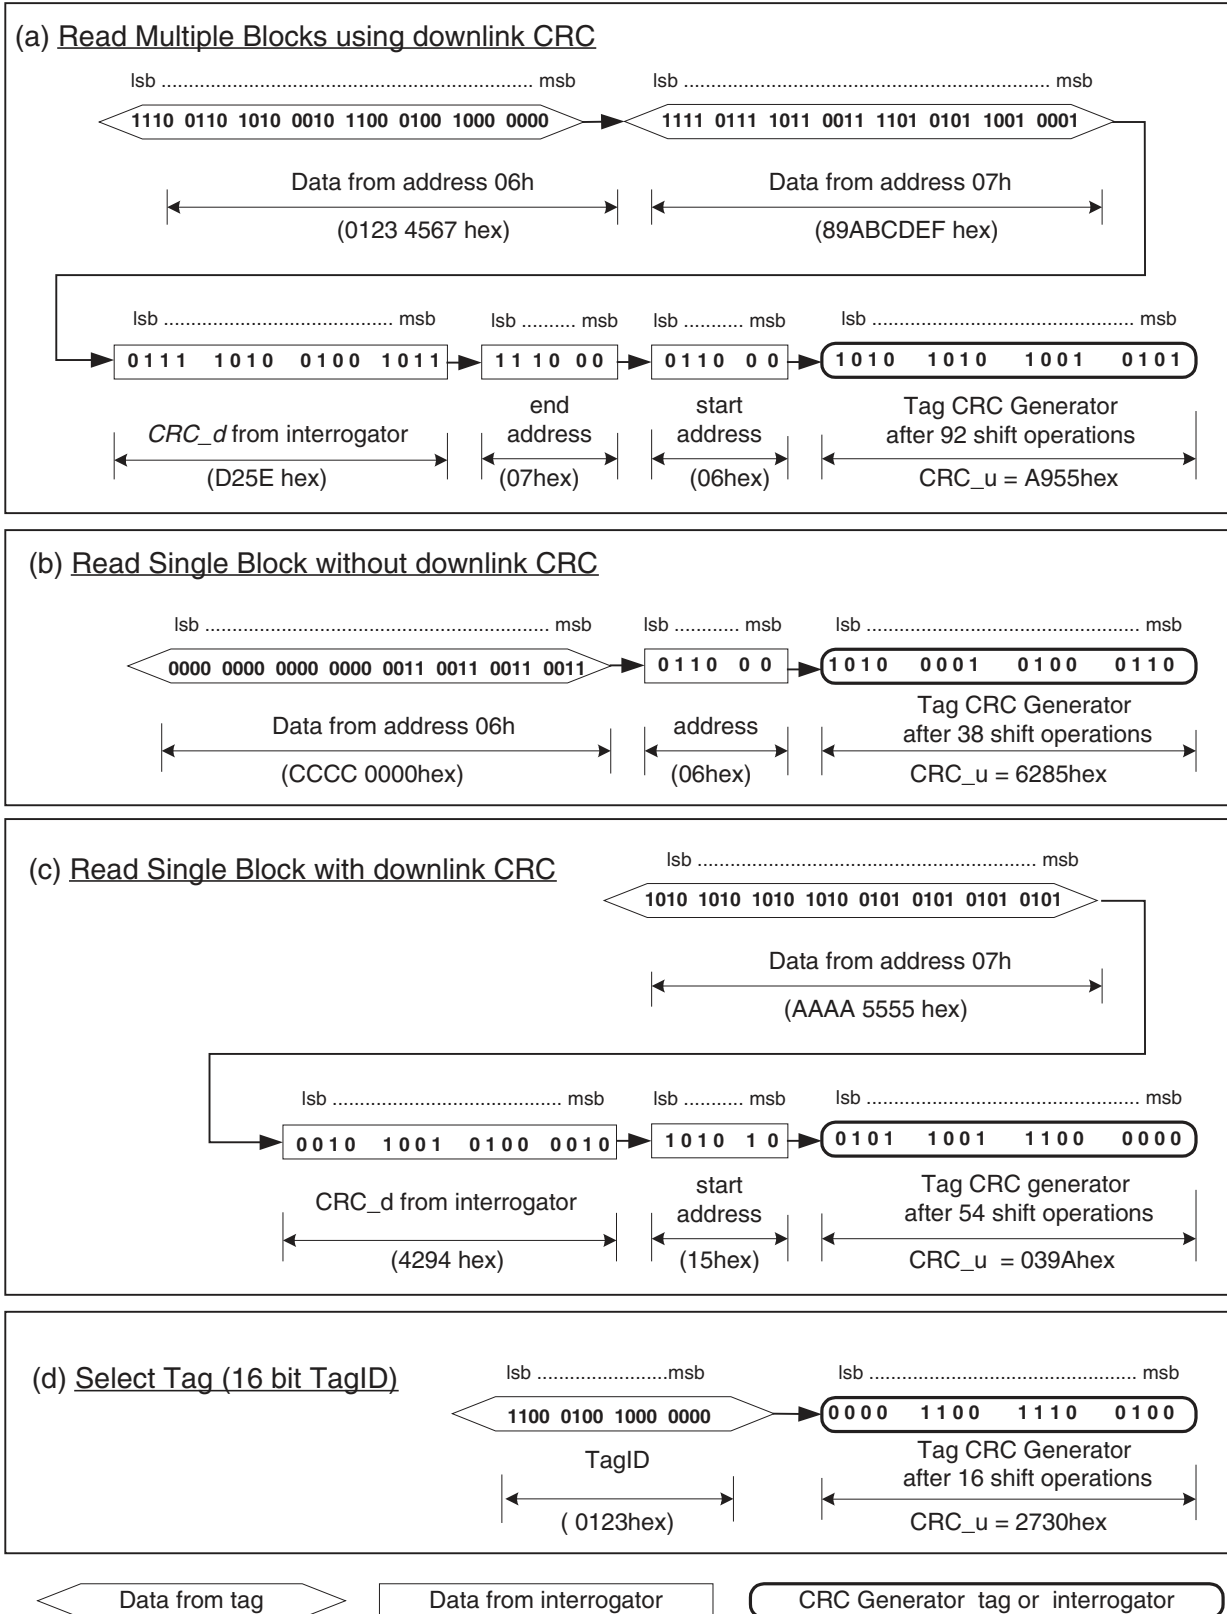 (a) Read Multiple Blocks using downlink CRC
lsb ...................................................................... msb lsb ...................................................................... msb
1110 0110 1010 0010 1100 0100 1000 0000 1111 0111 1011 0011 1101 0101 1001 0001
Data from address 06h Data from address 07h
(0123 4567 hex) (89ABCDEF hex)
lsb ........................................... msb lsb .......... msb lsb ........... msb lsb ................................................. msb
0111 1010 0100 1011 11 10 00 0110 0 0 1010 1010 1001 0101
CRC_d from interrogator end address start address Tag CRC Generator after 92 shift operations
(D25E hex) (07hex) (06hex) CRC_u = A955hex
(b) Read Single Block without downlink CRC
lsb ................................................................. msb lsb ............ msb lsb ................................................... msb
0000 0000 0000 0000 0011 0011 0011 0011 0110 0 0 1010 0001 0100 0110
Data from address 06h address Tag CRC Generator after 38 shift operations
(CCCC 0000hex) (06hex) CRC_u = 6285hex
(c) Read Single Block with downlink CRC
lsb ............................................................... msb
1010 1010 1010 1010 0101 0101 0101 0101
Data from address 07h
(AAAA 5555 hex)
lsb ........................................... msb lsb ........... msb lsb ................................................... msb
0010 1001 0100 0010 1010 1 0 0101 1001 1100 0000
CRC_d from interrogator start address Tag CRC generator after 54 shift operations
(4294 hex) (15hex) CRC_u = 039Ahex
(d) Select Tag (16 bit TagID)
lsb ........................msb lsb .................................................. msb
1100 0100 1000 0000 0000 1100 1110 0100
TagID Tag CRC Generator after 16 shift operations
( 0123hex) CRC_u = 2730hex
Data from tag Data from interrogator CRC Generator tag or interrogator